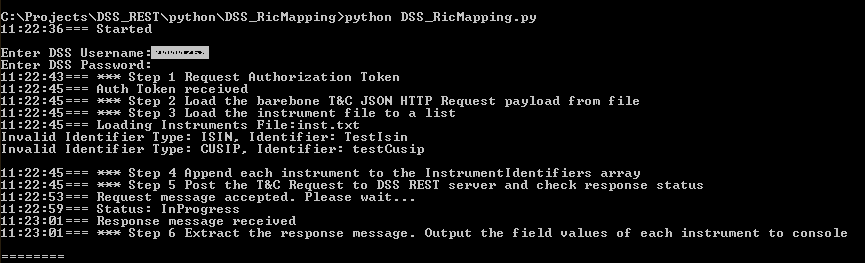 C:\Projects\DSS_REST\python\DSS_RicMapping>python DSS_RicMapping.py
11:22:36=== Started
Enter DSS Username:
Enter DSS Password:
11:22:43=== *** Step 1 Request Authorization Token
11:22:45=== Auth Token received
11:22:45=== *** Step 2 Load the barebone T&C JSON HTTP Request payload from file
11:22:45=== *** Step 3 Load the instrument file to a list
11:22:45=== Loading Instruments File:inst.txt
Invalid Identifier Type: ISIN, Identifier: TestIsin
Invalid Identifier Type: CUSIP, Identifier: testCusip
11:22:45=== *** Step 4 Append each instrument to the InstrumentIdentifiers array
11:22:45=== *** Step 5 Post the T&C Request to DSS REST server and check response status
11:22:53=== Request message accepted. Please wait...
11:22:59=== Status: InProgress
11:23:01=== Response message received
11:23:01=== *** Step 6 Extract the response message. Output the field values of each instrument to console
========